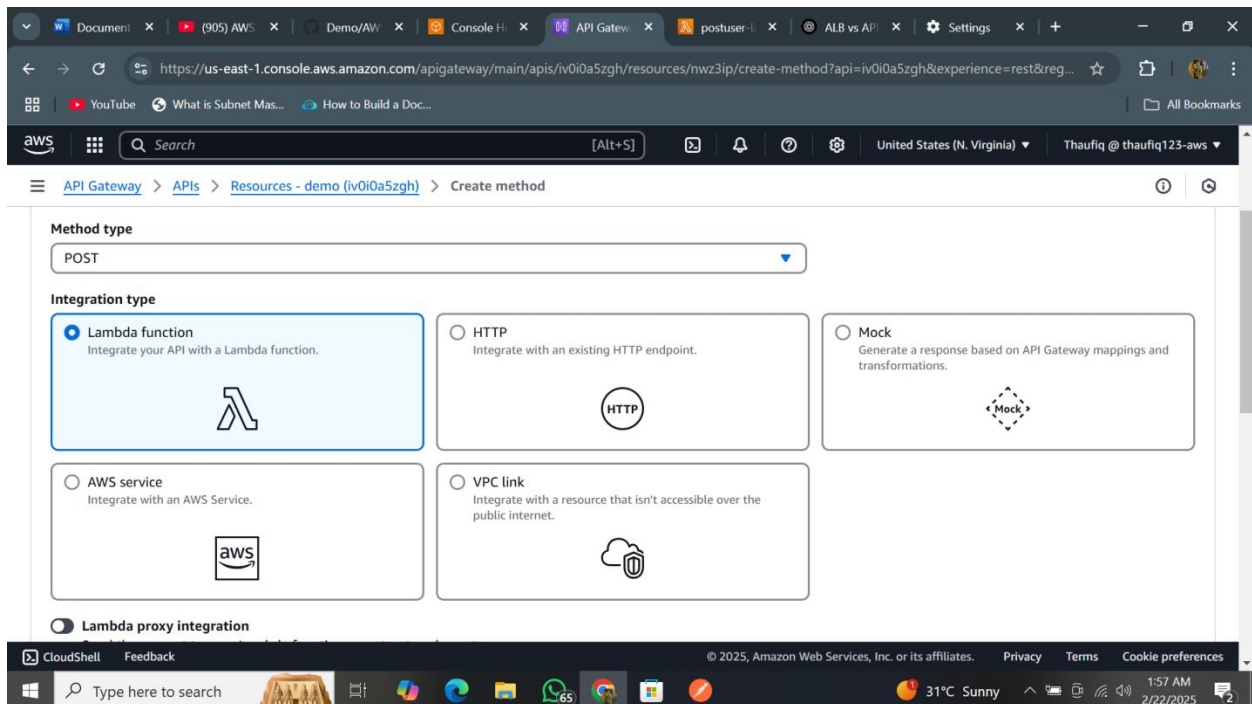 Document
(905) AWS
Demo/AW
Console H
API Gatew
postuser-l
ALB vs AP
Settings
https://us-east-1.console.aws.amazon.com/apigateway/main/apis/iv0i0a5zgh/resources/nwz3ip/create-method?api=iv0i0a5zgh&experience=rest&reg...
YouTube
What is Subnet Mas...
How to Build a Doc...
All Bookmarks
aws
Search
[Alt+S]
United States (N. Virginia)
Thaufiq @ thaufiq123-aws
API Gateway > APIs > Resources - demo (iv0i0a5zgh) > Create method
Method type
POST
Integration type
Lambda function
Integrate your API with a Lambda function.
HTTP
Integrate with an existing HTTP endpoint.
HTTP
Mock
Generate a response based on API Gateway mappings and
transformations.
Mock
AWS service
Integrate with an AWS Service.
aws
VPC link
Integrate with a resource that isn't accessible over the
public internet.
Lambda proxy integration
CloudShell
Feedback
© 2025, Amazon Web Services, Inc. or its affiliates.
Privacy
Terms
Cookie preferences
Type here to search
65
31°C Sunny
1:57 AM
2/22/2025
2